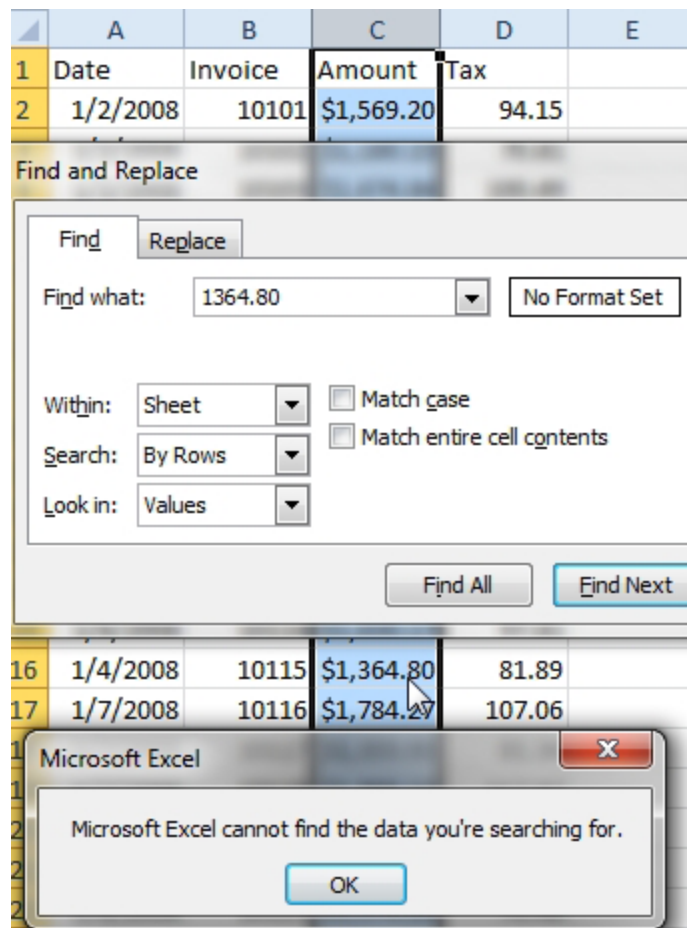 A B C D E
1 Date Invoice Amount Tax
2 1/2/2008 10101 $1,569.20 94.15
Find and Replace
Find Replace
Find what: 1364.80 No Format Set
Within: Sheet Match case
Search: By Rows Match entire cell contents
Look in: Values
Find All Find Next
16 1/4/2008 10115 $1,364.80 81.89
17 1/7/2008 10116 $1,784.27 107.06
Microsoft Excel
Microsoft Excel cannot find the data you're searching for.
OK